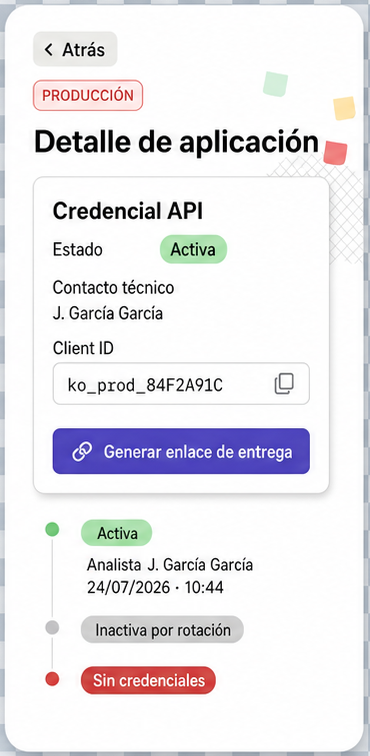 Atrás
PRODUCCIÓN
Detalle de aplicación
Credencial API
Estado
Activa
Contacto técnico
J. García García
Client ID
ko_prod_84F2A91C
Generar enlace de entrega
Activa
Analista J. García García
24/07/2026 · 10:44
Inactiva por rotación
Sin credenciales